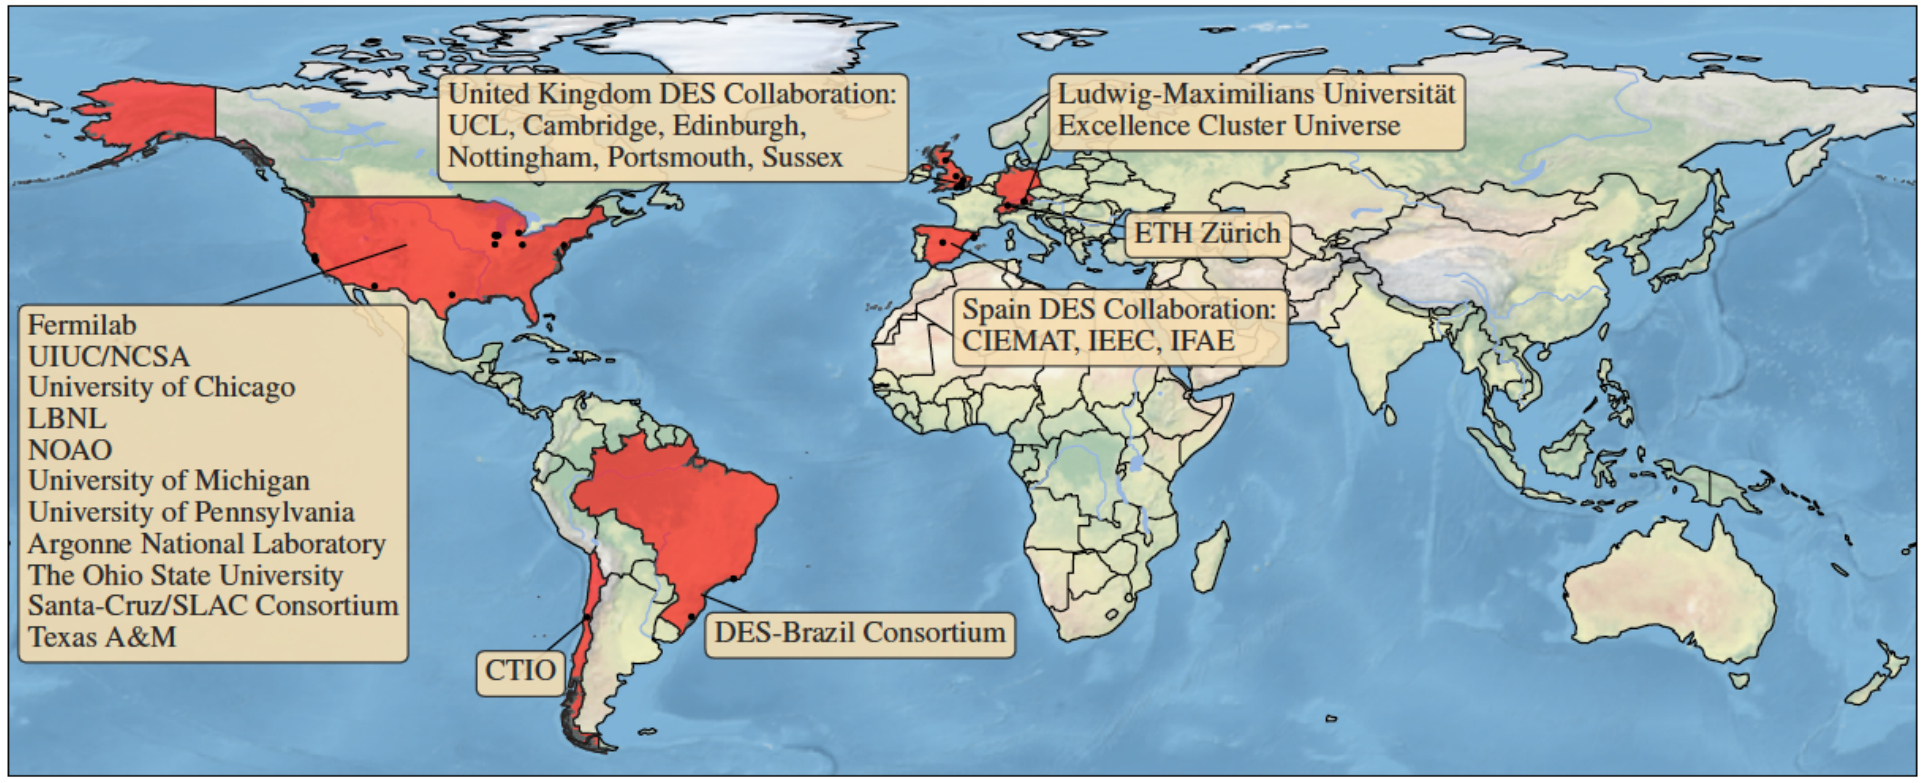 United Kingdom DES Collaboration:
UCL, Cambridge, Edinburgh,
Nottingham, Portsmouth, Sussex
Ludwig-Maximilians Universität
Excellence Cluster Universe
ETH Zürich
Spain DES Collaboration:
CIEMAT, IEEC, IFAE
Fermilab
UIUC/NCSA
University of Chicago
LBNL
NOAO
University of Michigan
University of Pennsylvania
Argonne National Laboratory
The Ohio State University
Santa-Cruz/SLAC Consortium
Texas A&M
DES-Brazil Consortium
CTIO